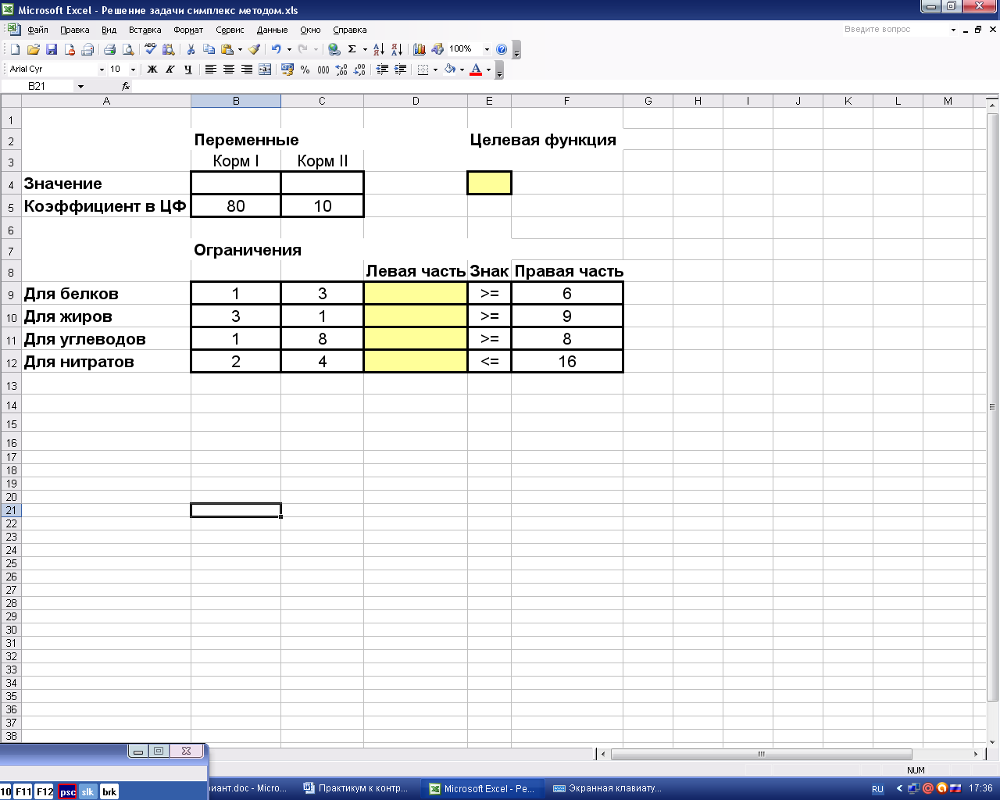 Microsoft Excel - Решение задачи симплекс методом.xls
Файл Правка Вид Вставка Формат Сервис Данные Окно Справка Введите вопрос
100%
Arial Cyr 10 Ж К Ч % 000
B21 fx
A B C D E F G H I J K L M
1
2 Переменные Целевая функция
3 Корм I Корм II
4 Значение
5 Коэффициент в ЦФ 80 10
6
7 Ограничения
8 Левая часть Знак Правая часть
9 Для белков 1 3 >= 6
10 Для жиров 3 1 >= 9
11 Для углеводов 1 8 >= 8
12 Для нитратов 2 4 <= 16
13
14
15
16
17
18
19
20
21
22
23
24
25
26
27
28
29
30
31
32
33
34
35
36
37
38
NUM
10 F11 F12 psc slk brk
риант.doc - Micro... Практикум к контр... Microsoft Excel - Ре... Экранная клавиату... RU 17:36